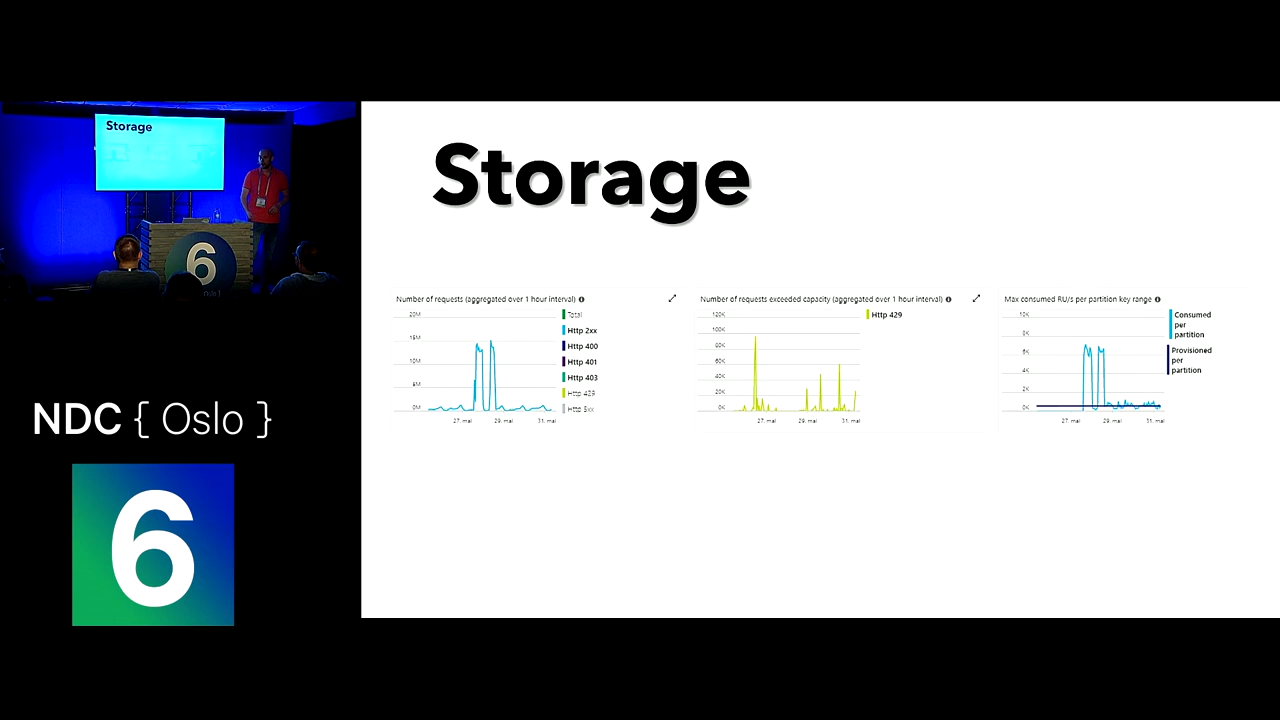 Storage
6
NDC { Oslo }
6
Storage
Number of requests (aggregated over 1 hour interval)
20M
15M
10M
5M
0M
27. mai
29. mai
31. mai
Total
Http 2xx
Http 400
Http 401
Http 403
Http 429
Http 5xx
Number of requests exceeded capacity (aggregated over 1 hour interval)
120K
100K
80K
60K
40K
20K
0K
27. mai
29. mai
31. mai
Http 429
Max consumed RU/s per partition key range
10K
8K
6K
4K
2K
0K
27. mai
29. mai
31. mai
Consumed
per
partition
Provisioned
per
partition